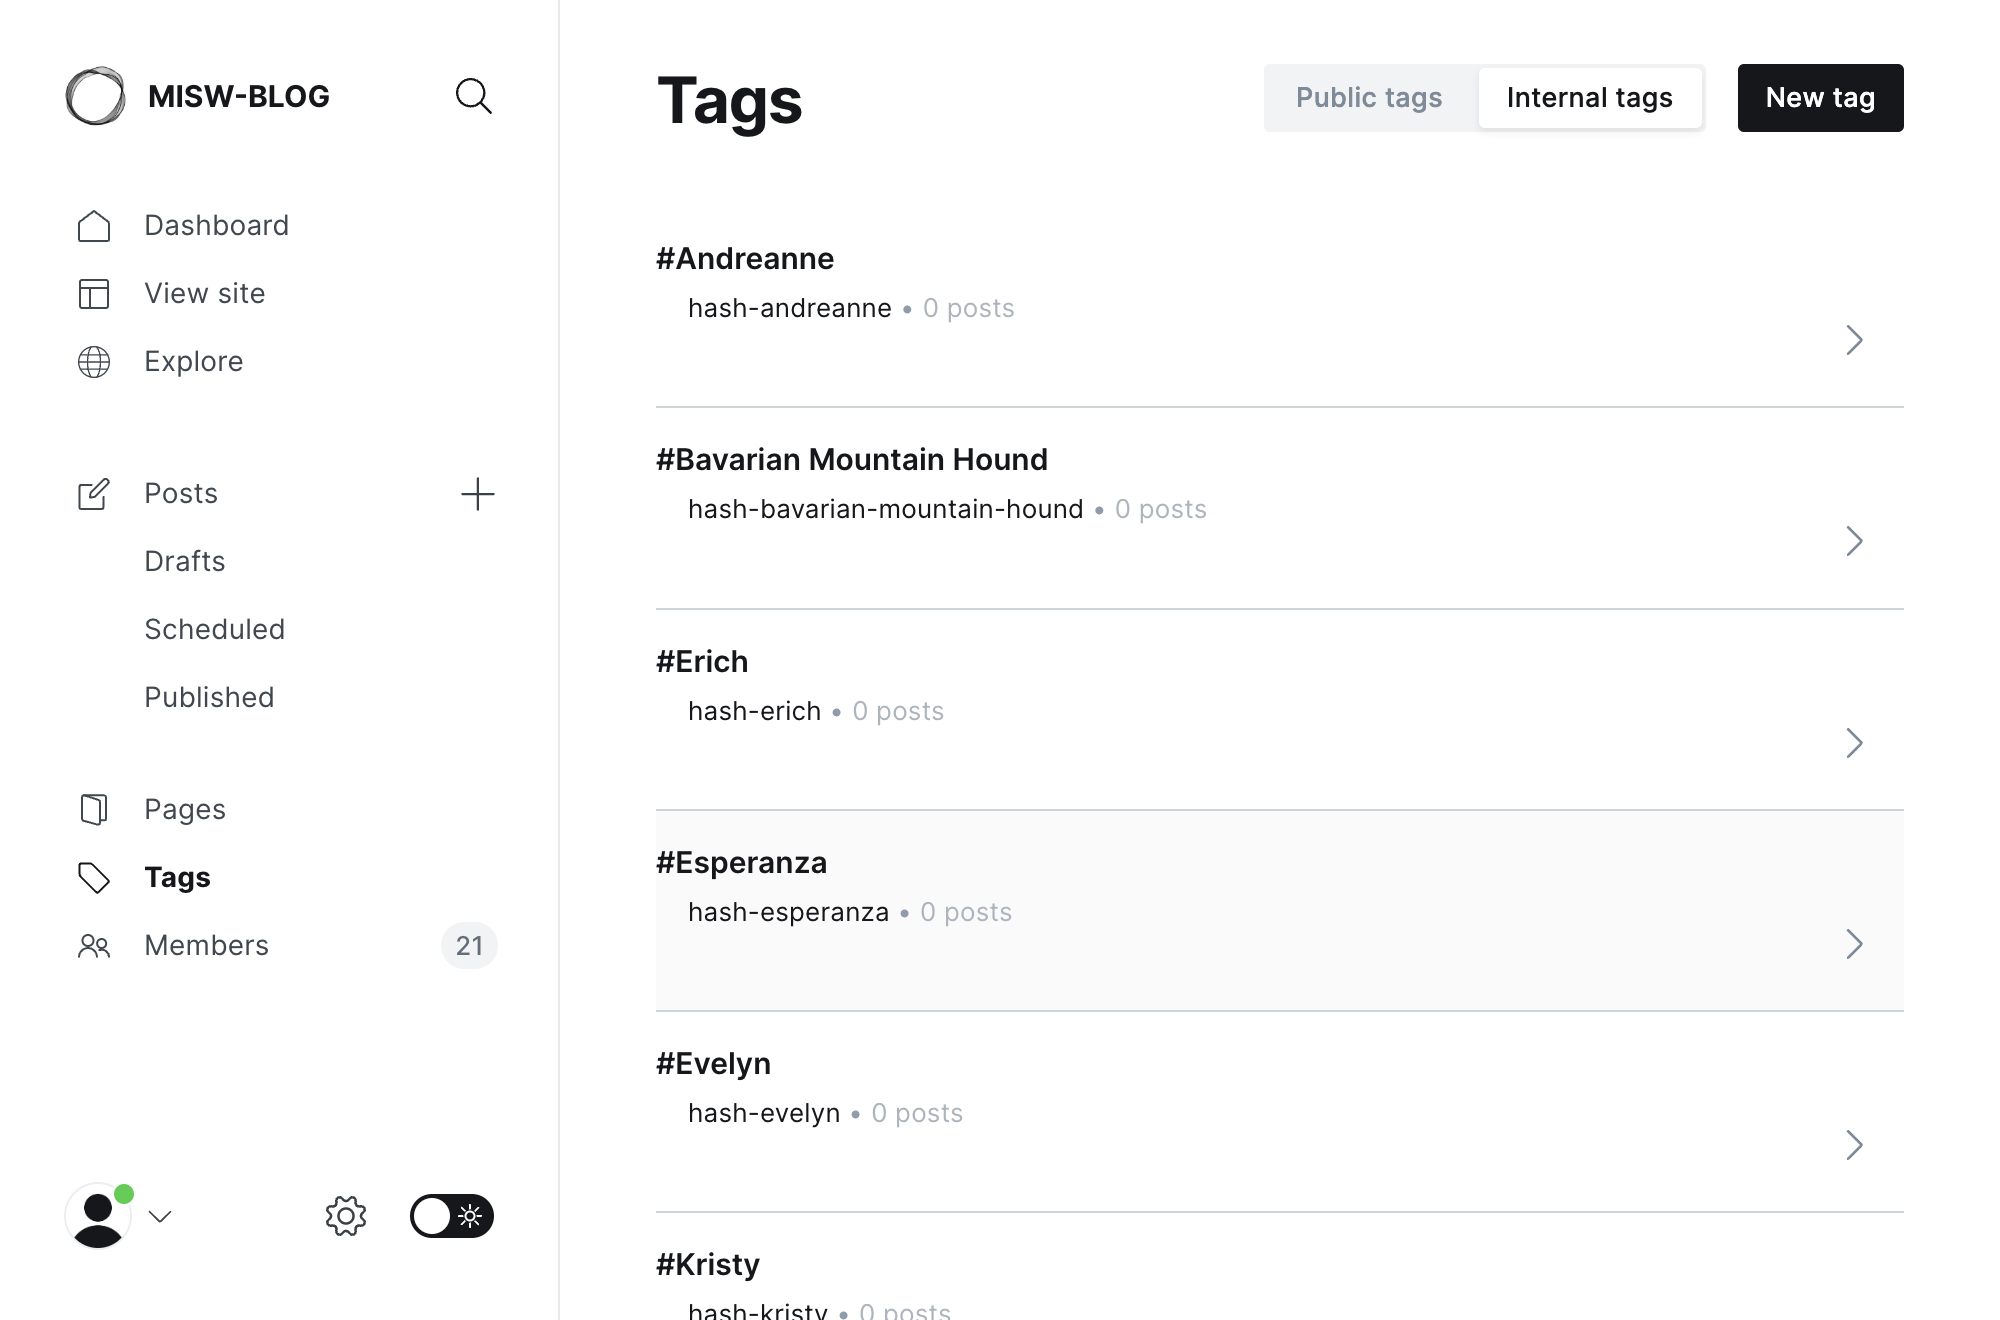 MISW-BLOG
Dashboard
View site
Explore
Posts
Drafts
Scheduled
Published
Pages
Tags
Members 21
Tags
Public tags Internal tags New tag
#Andreanne
hash-andreanne • 0 posts
#Bavarian Mountain Hound
hash-bavarian-mountain-hound • 0 posts
#Erich
hash-erich • 0 posts
#Esperanza
hash-esperanza • 0 posts
#Evelyn
hash-evelyn • 0 posts
#Kristy
hash-kristy • 0 posts